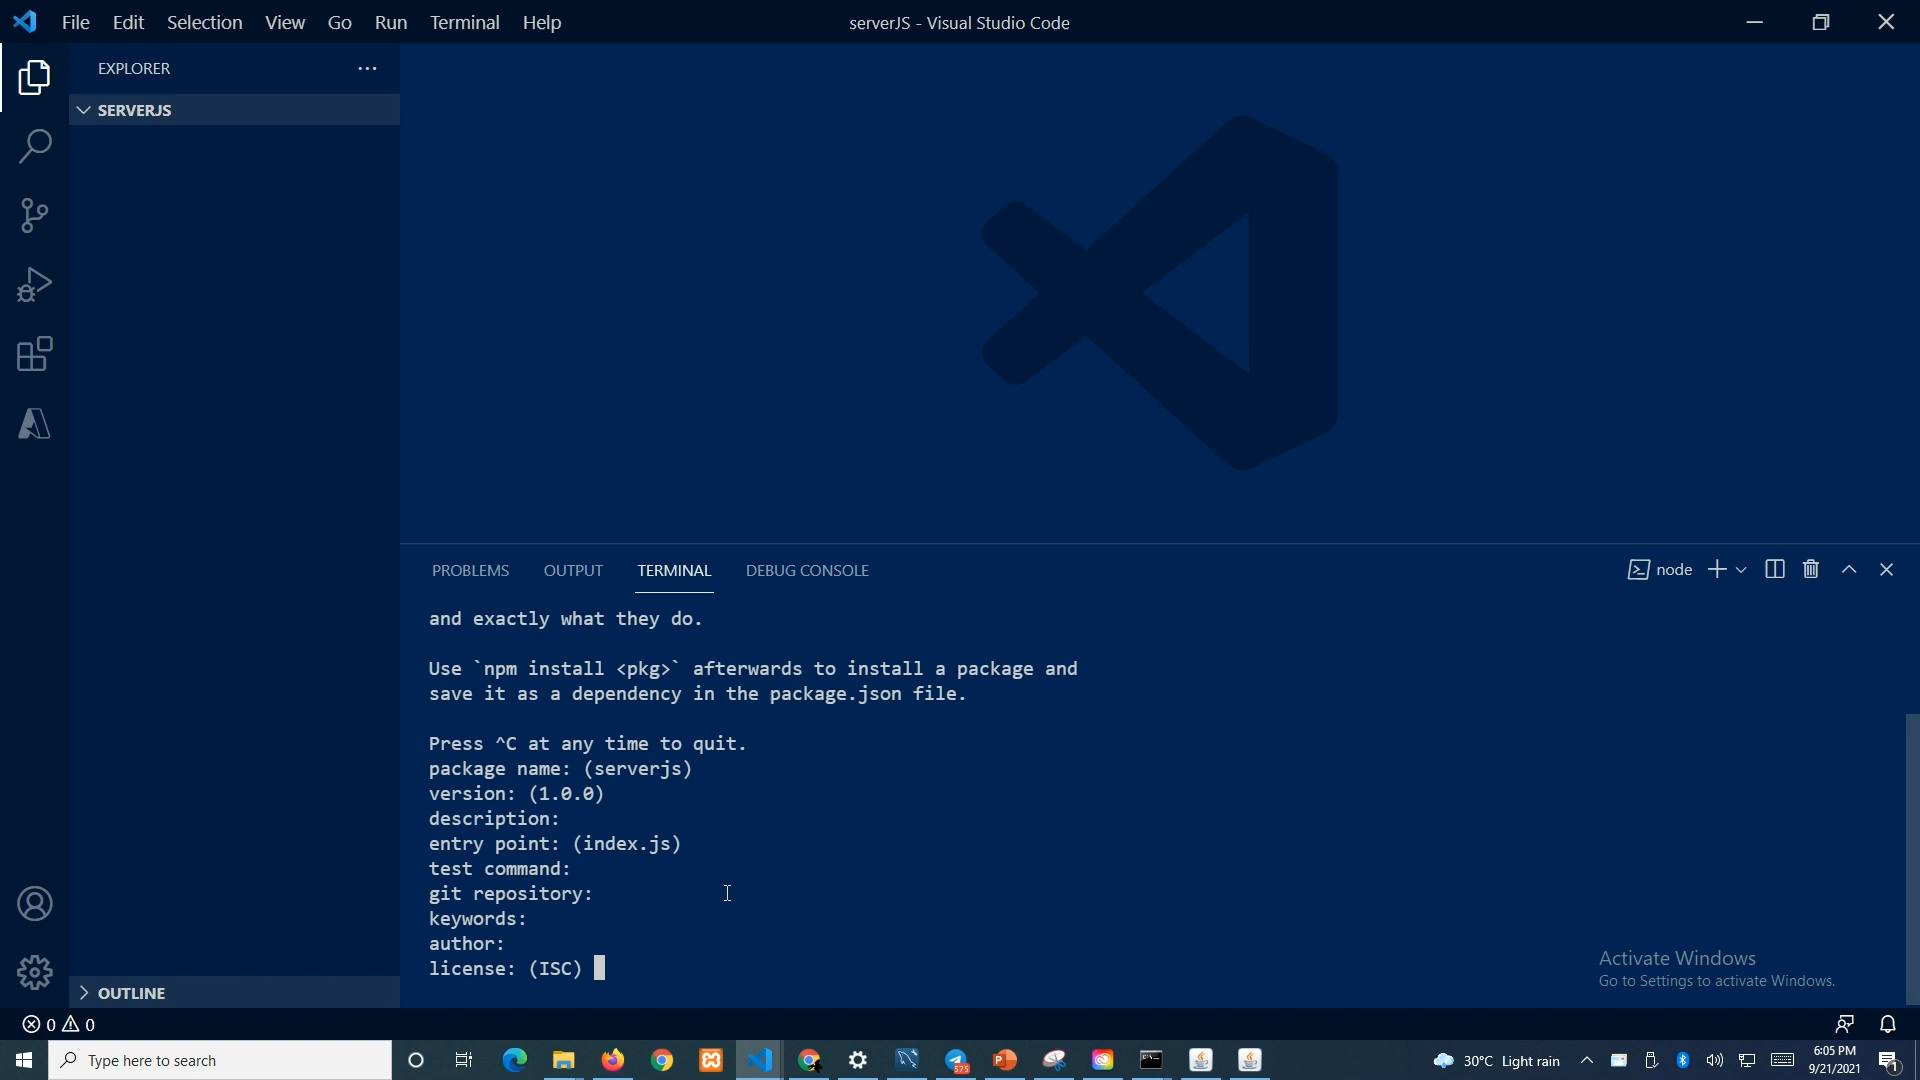 File Edit Selection View Go Run Terminal Help
serverJS - Visual Studio Code
EXPLORER
SERVERJS
PROBLEMS OUTPUT TERMINAL DEBUG CONSOLE
node
and exactly what they do.
Use `npm install <pkg>` afterwards to install a package and
save it as a dependency in the package.json file.
Press ^C at any time to quit.
package name: (serverjs)
version: (1.0.0)
description:
entry point: (index.js)
test command:
git repository:
keywords:
author:
license: (ISC)
Activate Windows
Go to Settings to activate Windows.
OUTLINE
0 0
Type here to search
575
30°C Light rain
6:05 PM
9/21/2021
1